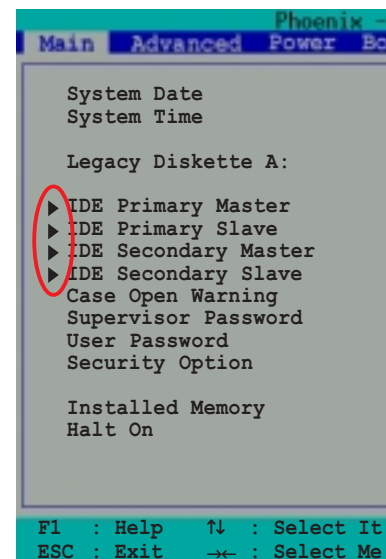 Phoenix –
Main Advanced Power Bo
System Date
System Time
Legacy Diskette A:
IDE Primary Master
IDE Primary Slave
IDE Secondary Master
IDE Secondary Slave
Case Open Warning
Supervisor Password
User Password
Security Option
Installed Memory
Halt On
F1 : Help ↑↓ : Select It
ESC : Exit →← : Select Me